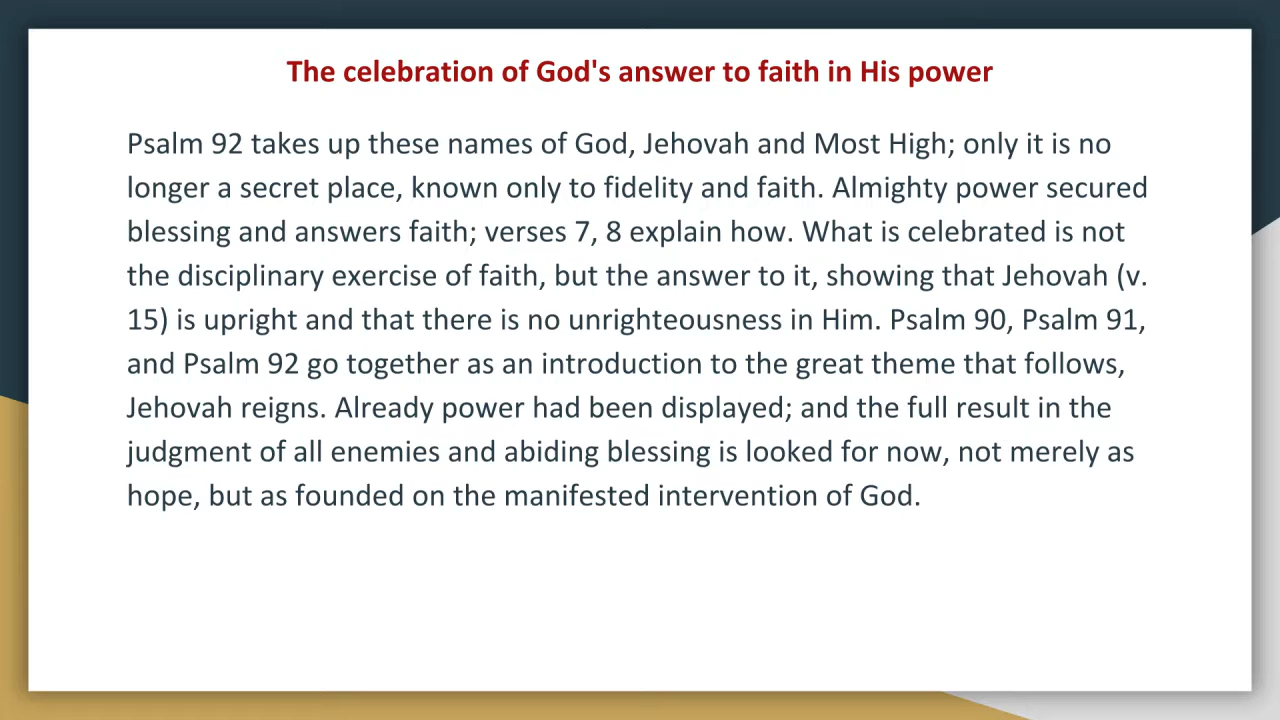 The celebration of God's answer to faith in His power
Psalm 92 takes up these names of God, Jehovah and Most High; only it is no
longer a secret place, known only to fidelity and faith. Almighty power secured
blessing and answers faith; verses 7, 8 explain how. What is celebrated is not
the disciplinary exercise of faith, but the answer to it, showing that Jehovah (v.
15) is upright and that there is no unrighteousness in Him. Psalm 90, Psalm 91,
and Psalm 92 go together as an introduction to the great theme that follows,
Jehovah reigns. Already power had been displayed; and the full result in the
judgment of all enemies and abiding blessing is looked for now, not merely as
hope, but as founded on the manifested intervention of God.